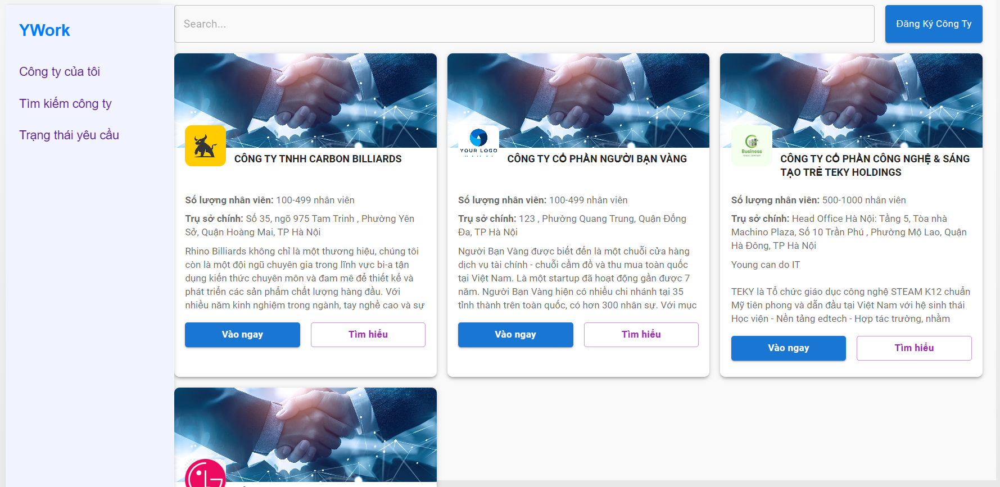 YWork
Công ty của tôi
Tìm kiếm công ty
Trạng thái yêu cầu
Search...
Đăng Ký Công Ty
CÔNG TY TNHH CARBON BILLIARDS
Số lượng nhân viên: 100-499 nhân viên
Trụ sở chính: Số 35, ngõ 975 Tam Trinh , Phường Yên
Sở, Quận Hoàng Mai, TP Hà Nội
Rhino Billiards không chỉ là một thương hiệu, chúng tôi
còn là một đội ngũ chuyên gia trong lĩnh vực bi-a tận
dụng kiến thức chuyên môn và đam mê để thiết kế và
phát triển các sản phẩm chất lượng hàng đầu. Với
nhiều năm kinh nghiệm trong ngành, tay nghề cao và sự
Vào ngay
Tìm hiểu
YOUR LOGO
CÔNG TY CỔ PHẦN NGƯỜI BẠN VÀNG
Số lượng nhân viên: 100-499 nhân viên
Trụ sở chính: 123 , Phường Quang Trung, Quận Đống
Đa, TP Hà Nội
Người Bạn Vàng được biết đến là một chuỗi cửa hàng
dịch vụ tài chính - chuỗi cầm đồ và thu mua toàn quốc
tại Việt Nam. Là một startup đã hoạt động gần được 7
năm. Người Bạn Vàng hiện có nhiều chi nhánh tại 35
tỉnh thành trên toàn quốc, có hơn 300 nhân sự. Với mục
Vào ngay
Tìm hiểu
Business
CÔNG TY CỔ PHẦN CÔNG NGHỆ & SÁNG
TẠO TRẺ TEKY HOLDINGS
Số lượng nhân viên: 500-1000 nhân viên
Trụ sở chính: Head Office Hà Nội: Tầng 5, Tòa nhà
Machino Plaza, Số 10 Trần Phú , Phường Mộ Lao, Quận
Hà Đông, TP Hà Nội
Young can do IT
TEKY là Tổ chức giáo dục công nghệ STEAM K12 chuẩn
Mỹ tiên phong và dẫn đầu tại Việt Nam với hệ sinh thái
Học viện - Nền tảng edtech - Hợp tác trường, nhằm
Vào ngay
Tìm hiểu